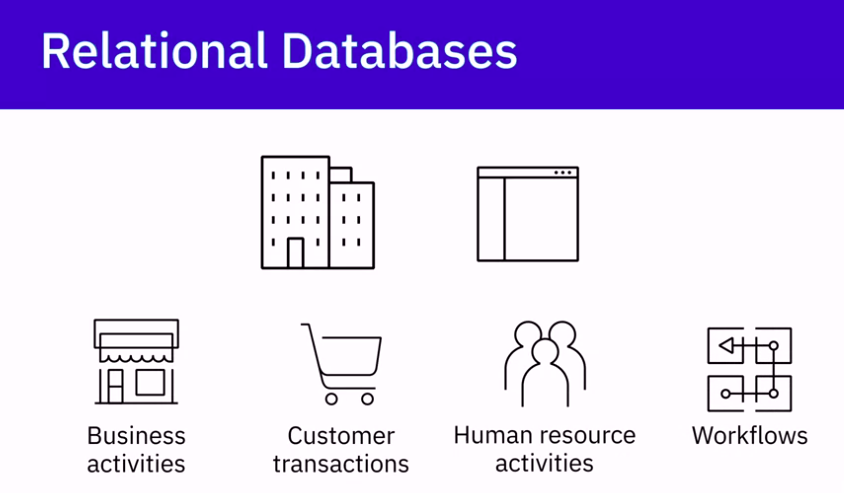 Relational Databases
Business
activities
Customer
transactions
Human resource
activities
Workflows